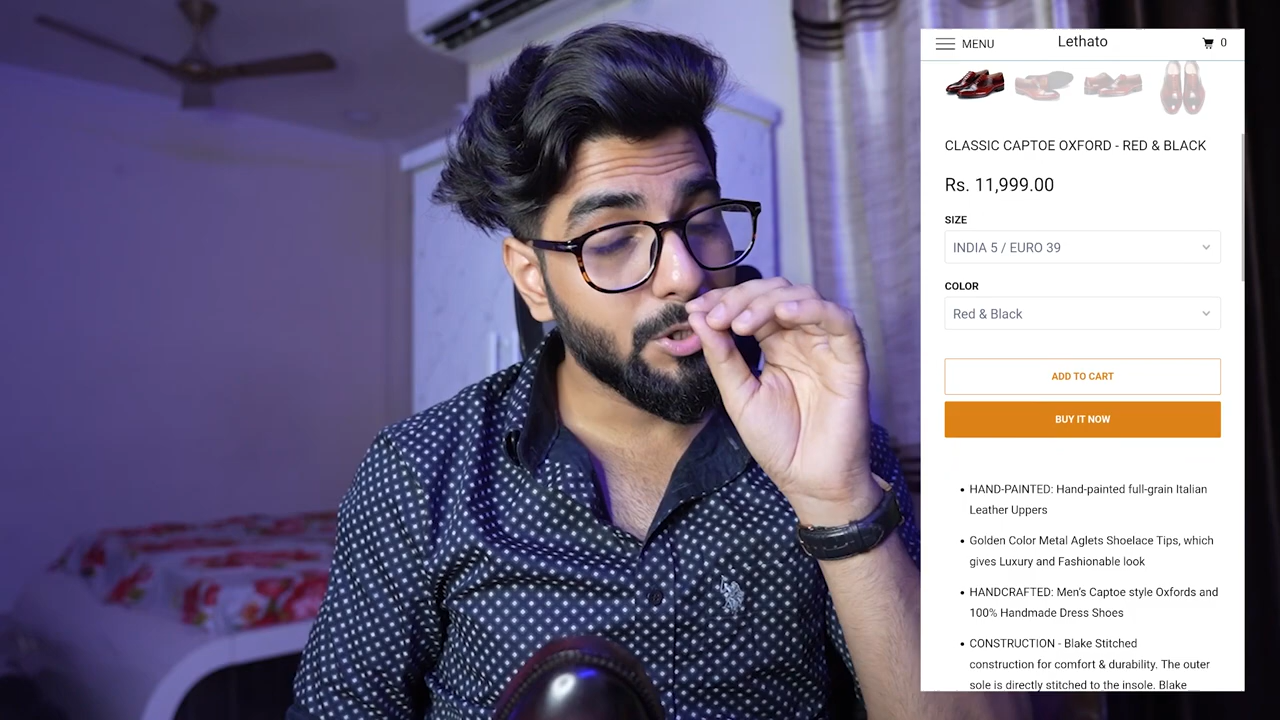 MENU
Lethato
0
CLASSIC CAPTOE OXFORD - RED & BLACK
Rs. 11,999.00
SIZE
INDIA 5 / EURO 39
COLOR
Red & Black
ADD TO CART
BUY IT NOW
• HAND-PAINTED: Hand-painted full-grain Italian
Leather Uppers
• Golden Color Metal Aglets Shoelace Tips, which
gives Luxury and Fashionable look
• HANDCRAFTED: Men's Captoe style Oxfords and
100% Handmade Dress Shoes
• CONSTRUCTION - Blake Stitched
construction for comfort & durability. The outer
sole is directly stitched to the insole. Blake